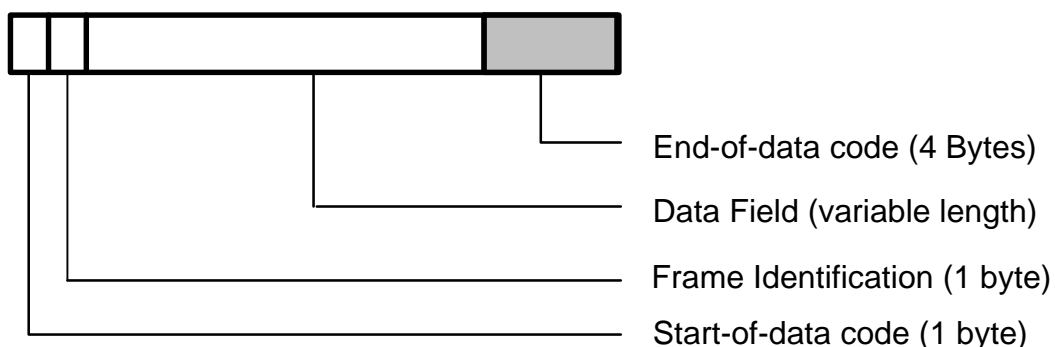 End-of-data code (4 Bytes)
Data Field (variable length)
Frame Identification (1 byte)
Start-of-data code (1 byte)